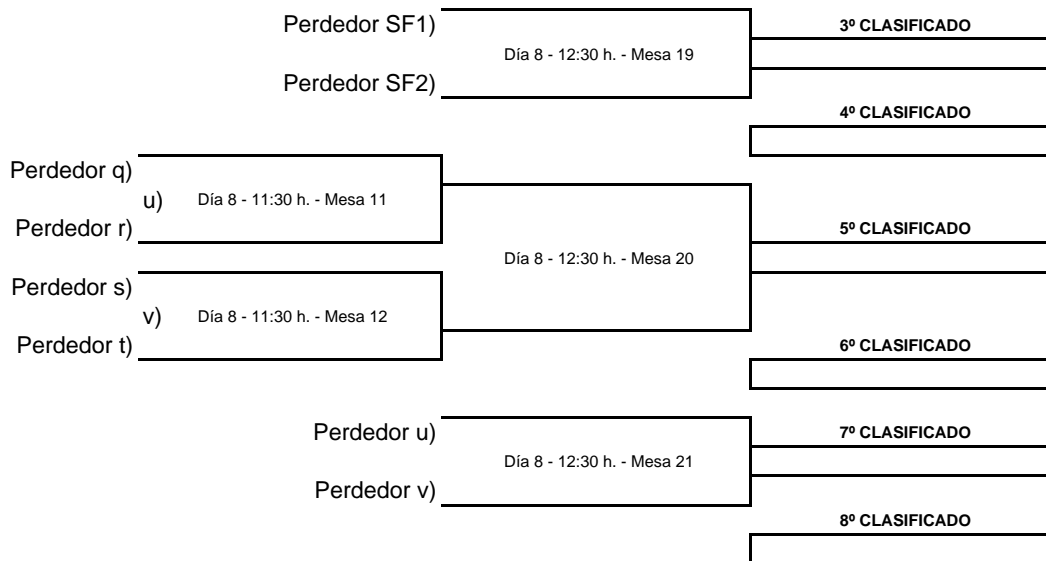 Perdedor SF1)
3º CLASIFICADO
Día 8 - 12:30 h. - Mesa 19
Perdedor SF2)
4º CLASIFICADO
Perdedor q)
u) Día 8 - 11:30 h. - Mesa 11
Perdedor r)
5º CLASIFICADO
Día 8 - 12:30 h. - Mesa 20
Perdedor s)
v) Día 8 - 11:30 h. - Mesa 12
Perdedor t)
6º CLASIFICADO
Perdedor u)
7º CLASIFICADO
Día 8 - 12:30 h. - Mesa 21
Perdedor v)
8º CLASIFICADO